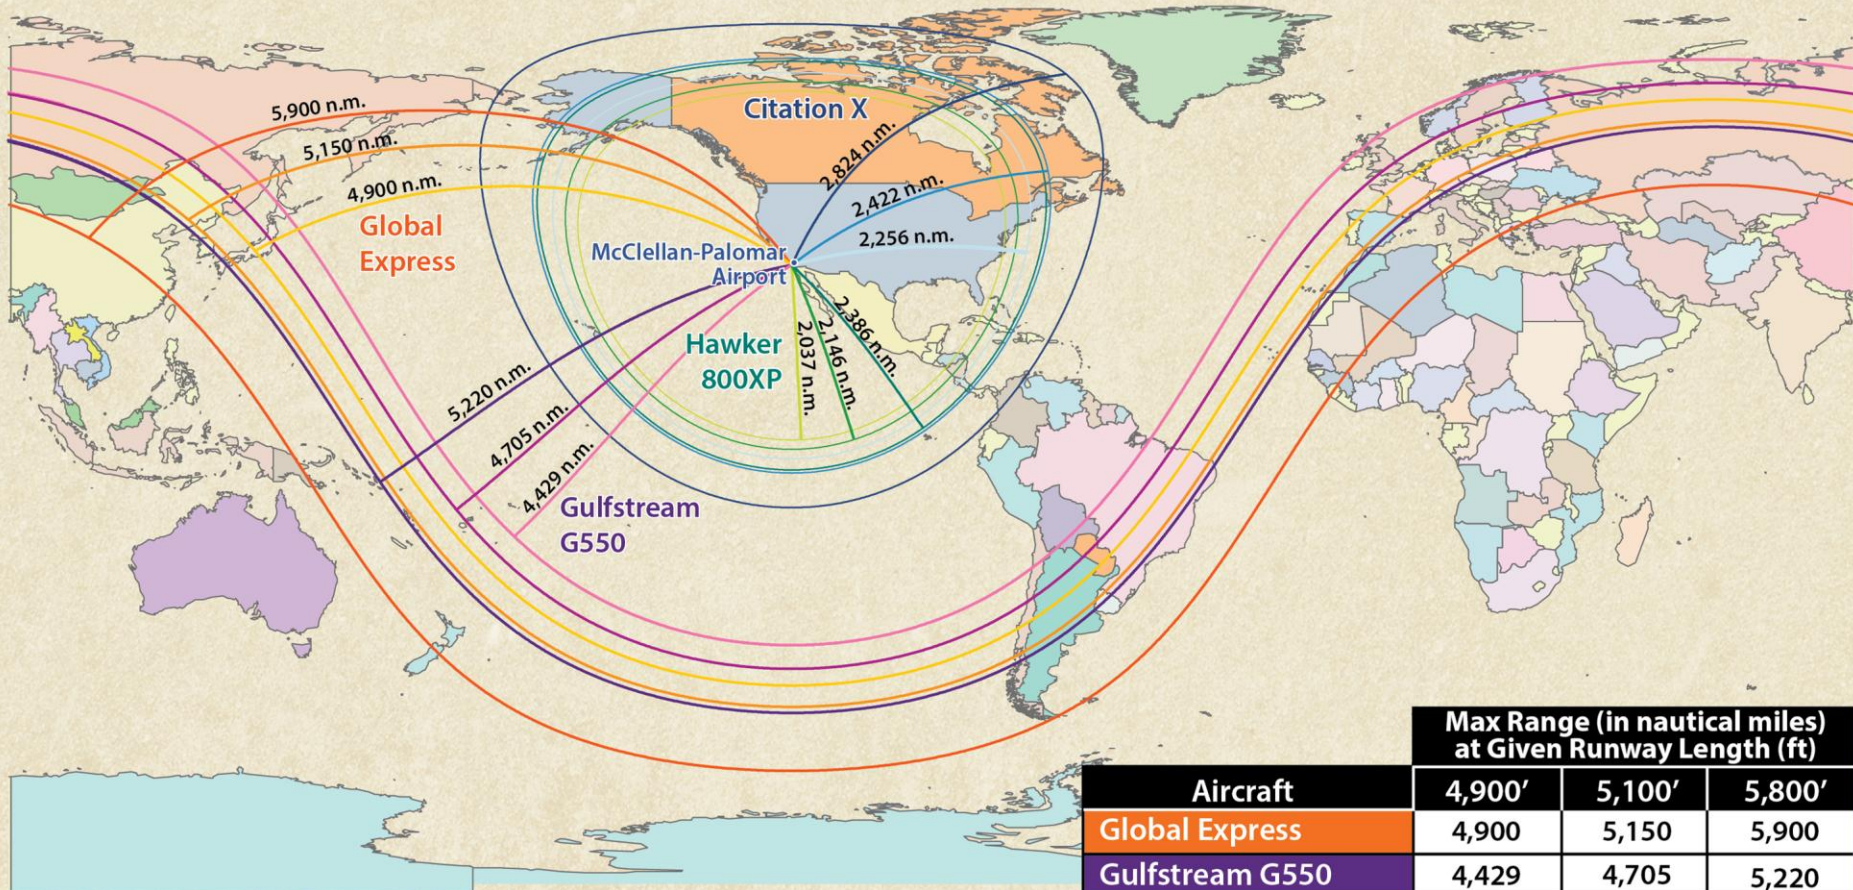 Citation X
5,900 n.m.
5,150 n.m.
4,900 n.m.
2,824 n.m.
2,422 n.m.
2,256 n.m.
Global
Express
McClellan-Palomar
Airport
Hawker
800XP
2,037 n.m.
2,146 n.m.
2,386 n.m.
5,220 n.m.
4,705 n.m.
4,429 n.m.
Gulfstream
G550
Max Range (in nautical miles)
at Given Runway Length (ft)
Aircraft 4,900′ 5,100′ 5,800′
Global Express 4,900 5,150 5,900
Gulfstream G550 4,429 4,705 5,220